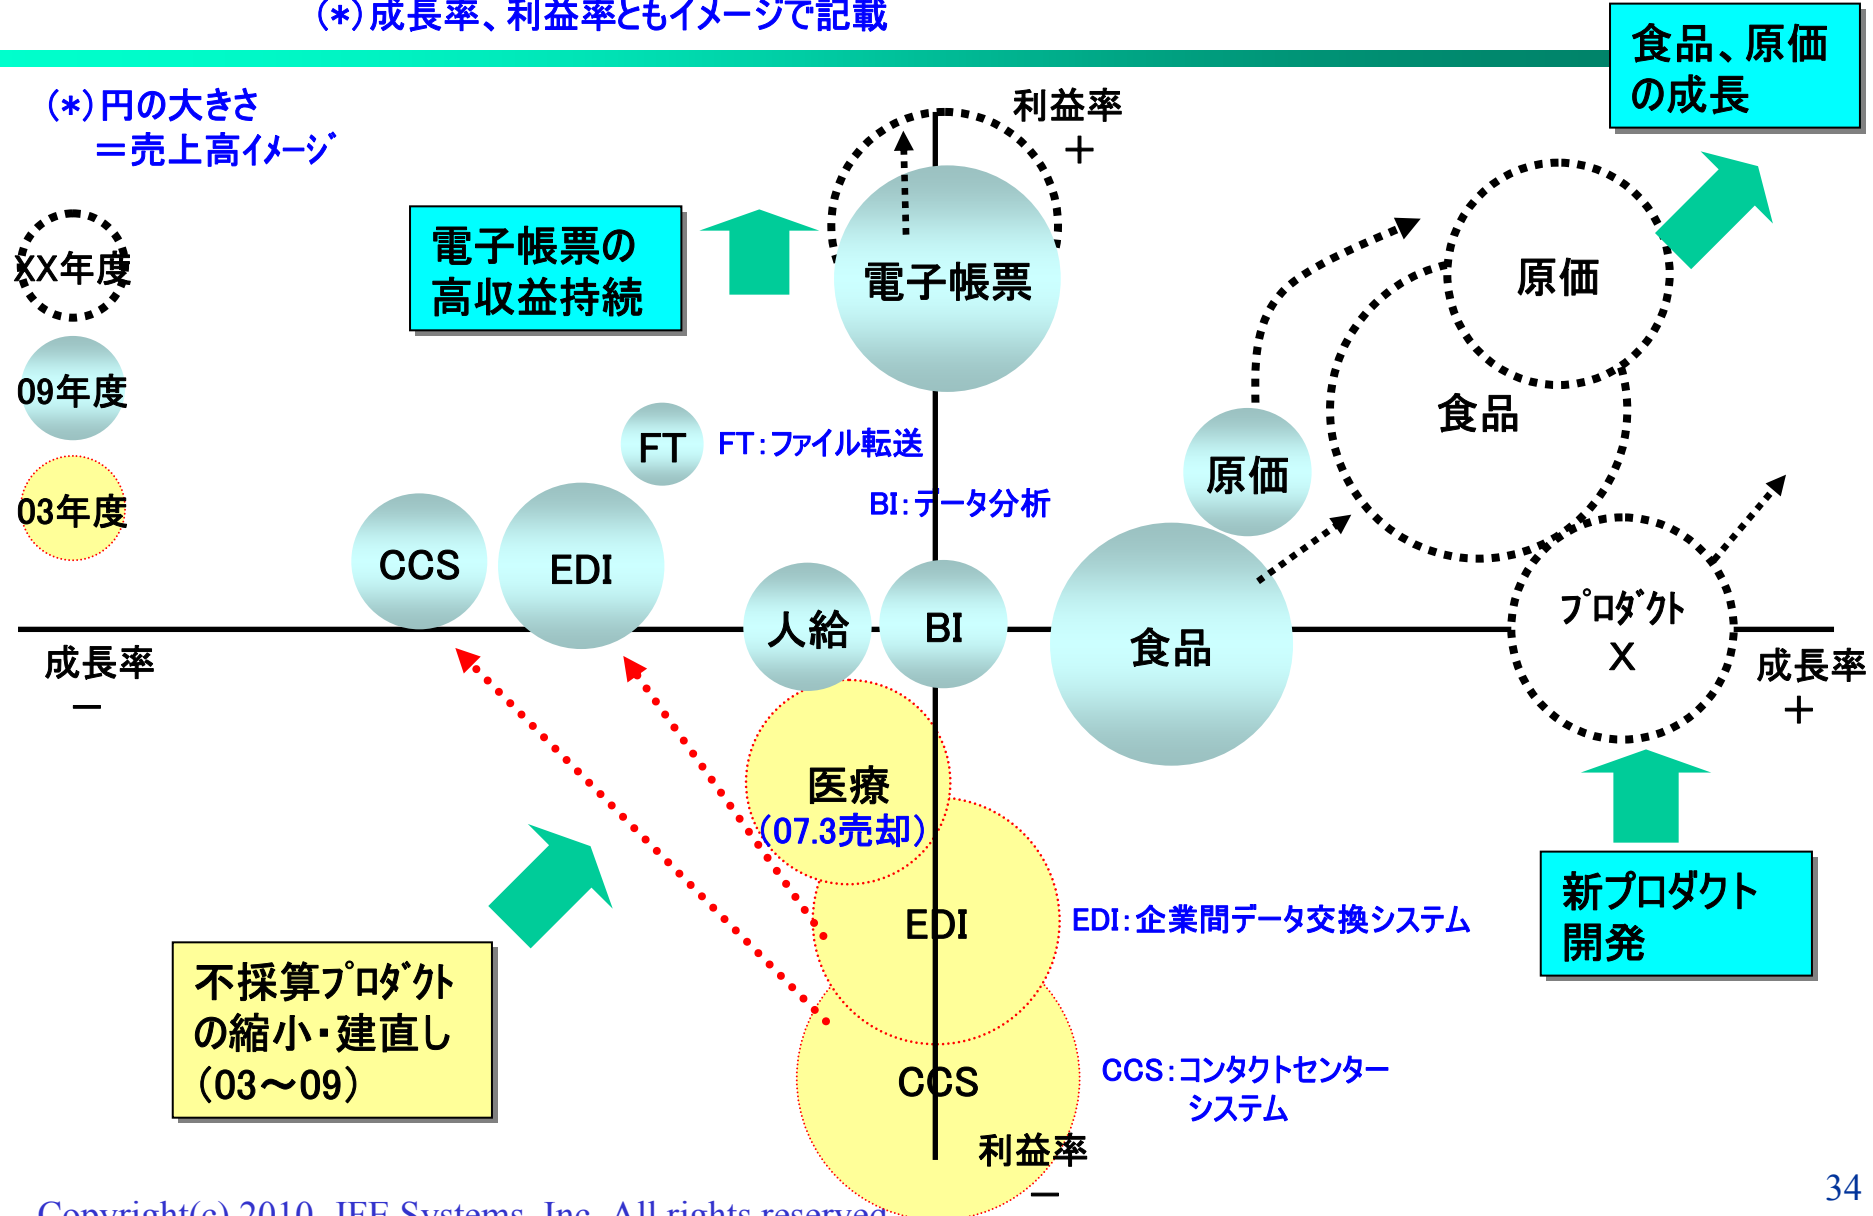 (*)成長率、利益率ともイメージで記載
食品、原価
の成長
(*)円の大きさ
＝売上高イメージ
利益率
＋
XX年度
09年度
03年度
電子帳票の
高収益持続
電子帳票
原価
食品
FT
FT：ファイル転送
BI：データ分析
原価
CCS
EDI
人給
BI
食品
プロダクト
X
成長率
－
成長率
＋
医療
(07.3売却)
EDI
EDI：企業間データ交換システム
CCS
CCS：コンタクトセンター
システム
不採算プロダクト
の縮小・建直し
(03～09)
新プロダクト
開発
利益率
－
34
Copyright(c) 2010 JFE Systems, Inc. All rights reserved